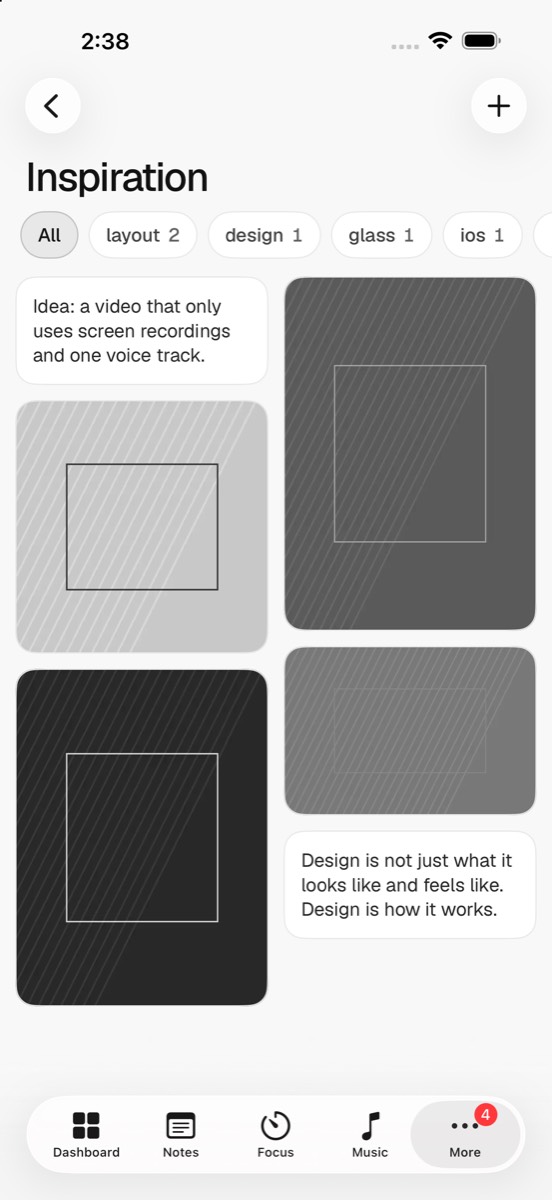 2:38
Inspiration
All
layout 2
design 1
glass 1
ios 1
Idea: a video that only
uses screen recordings
and one voice track.
Design is not just what it
looks like and feels like.
Design is how it works.
Dashboard
Notes
Focus
Music
4
More